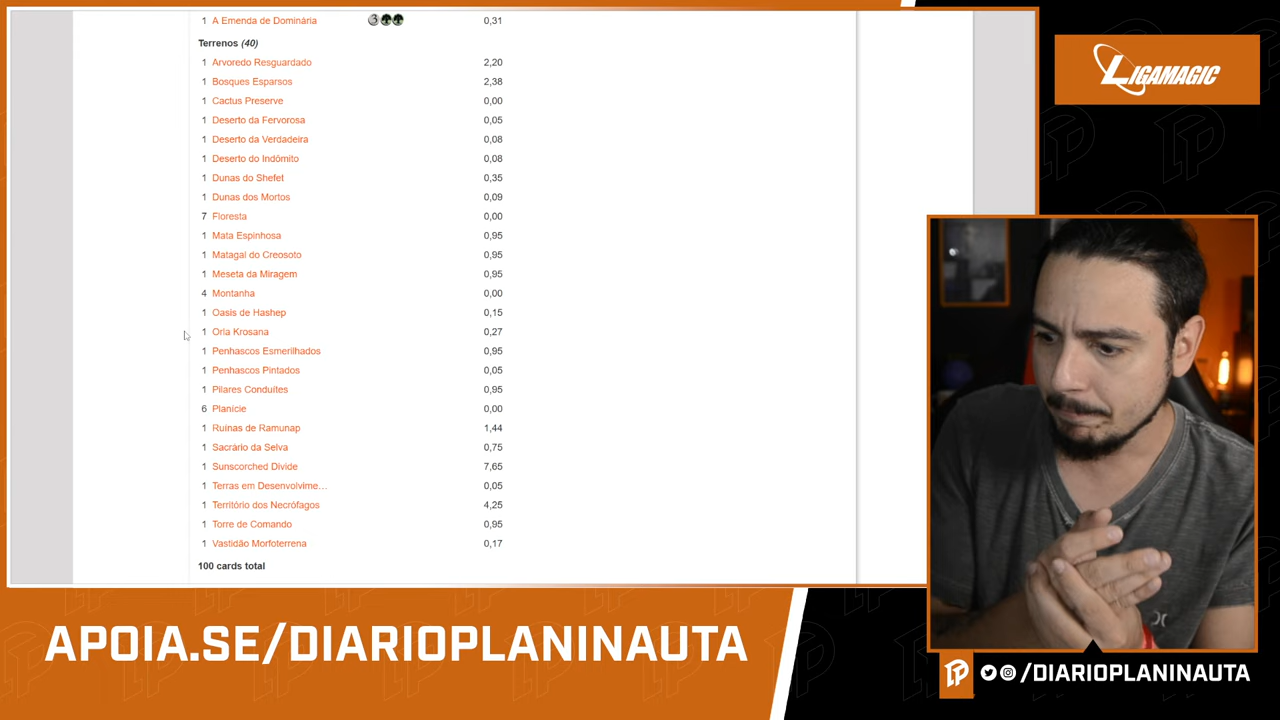 1 A Emenda de Dominária 3 0,31
Terrenos (40)
1 Arvoredo Resguardado 2,20
1 Bosques Esparsos 2,38
1 Cactus Preserve 0,00
1 Deserto da Fervorosa 0,05
1 Deserto da Verdadeira 0,08
1 Deserto do Indômito 0,08
1 Dunas do Shefet 0,35
1 Dunas dos Mortos 0,09
7 Floresta 0,00
1 Mata Espinhosa 0,95
1 Matagal do Creosoto 0,95
1 Meseta da Miragem 0,95
4 Montanha 0,00
1 Oasis de Hashep 0,15
1 Orla Krosana 0,27
1 Penhascos Esmerilhados 0,95
1 Penhascos Pintados 0,05
1 Pilares Conduítes 0,95
6 Planície 0,00
1 Ruínas de Ramunap 1,44
1 Sacrário da Selva 0,75
1 Sunscorched Divide 7,65
1 Terras em Desenvolvime... 0,05
1 Território dos Necrófagos 4,25
1 Torre de Comando 0,95
1 Vastidão Morfoterrena 0,17
100 cards total
LIGAMAGIC
APOIA.SE/DIARIOPLANINAUTA
/DIARIOPLANINAUTA